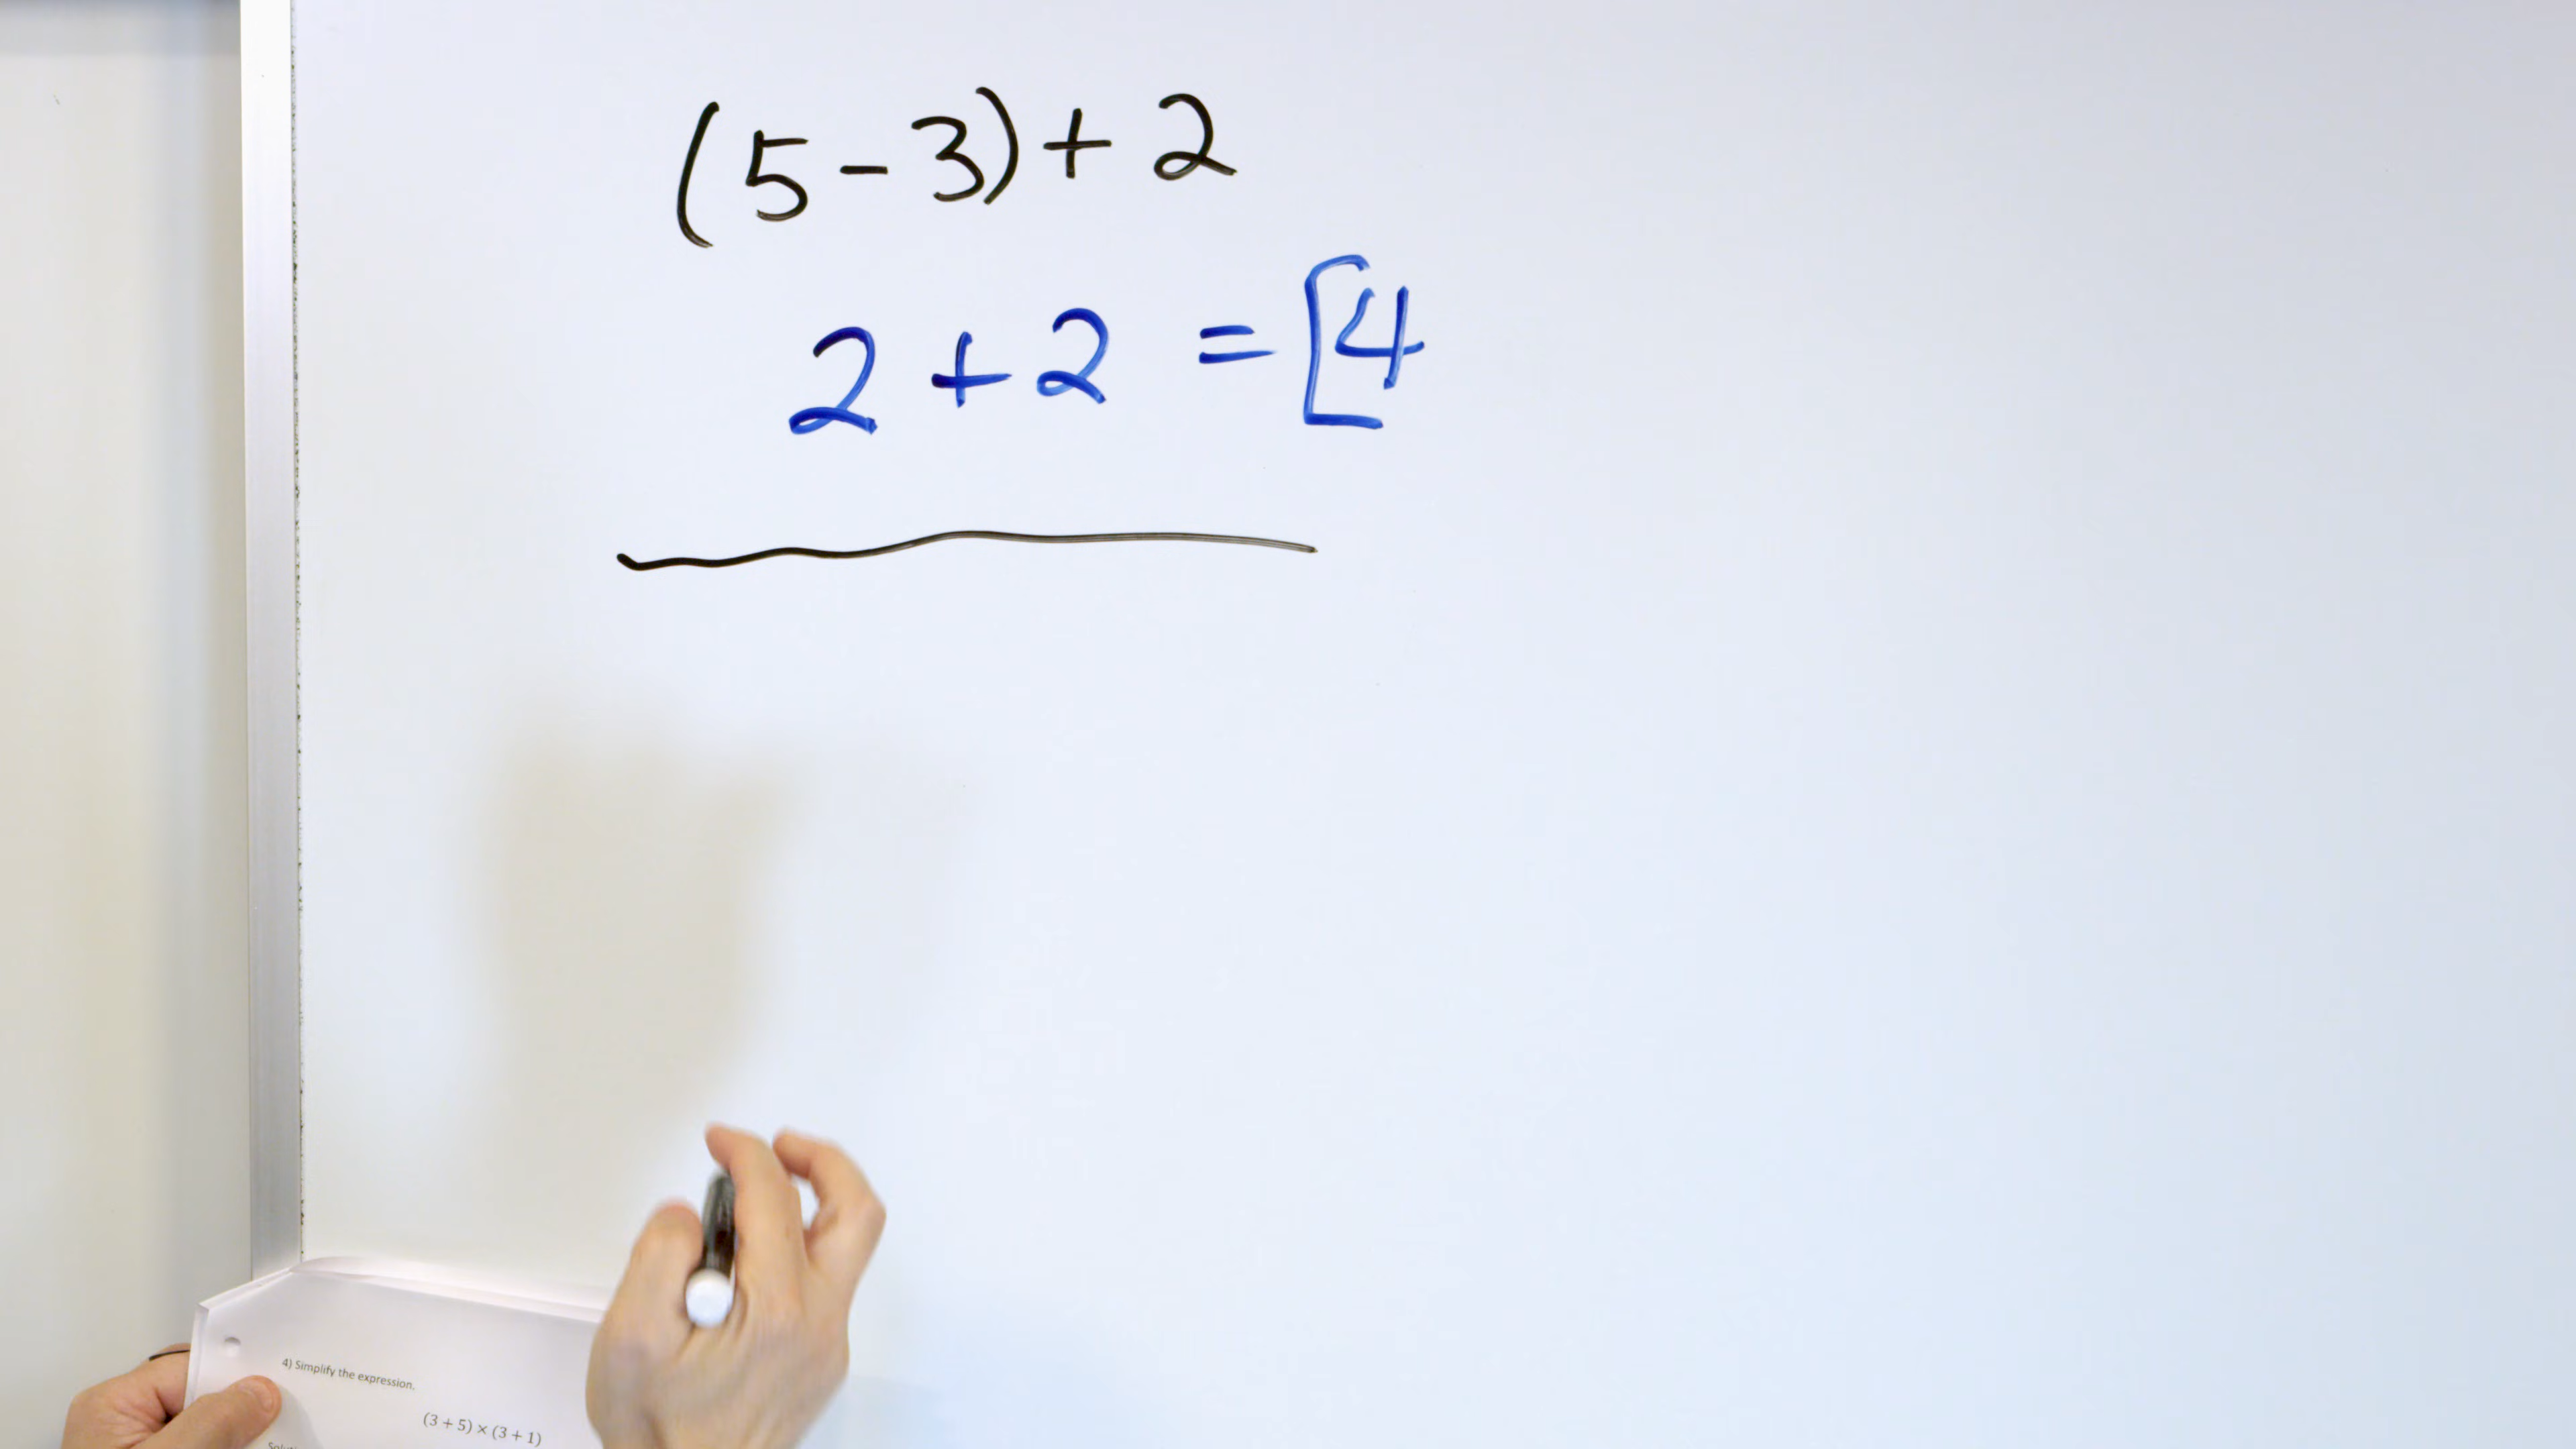 (5-3)+2
2+2 = [4
4) Simplify the expression.
(3 + 5) × (3 + 1)